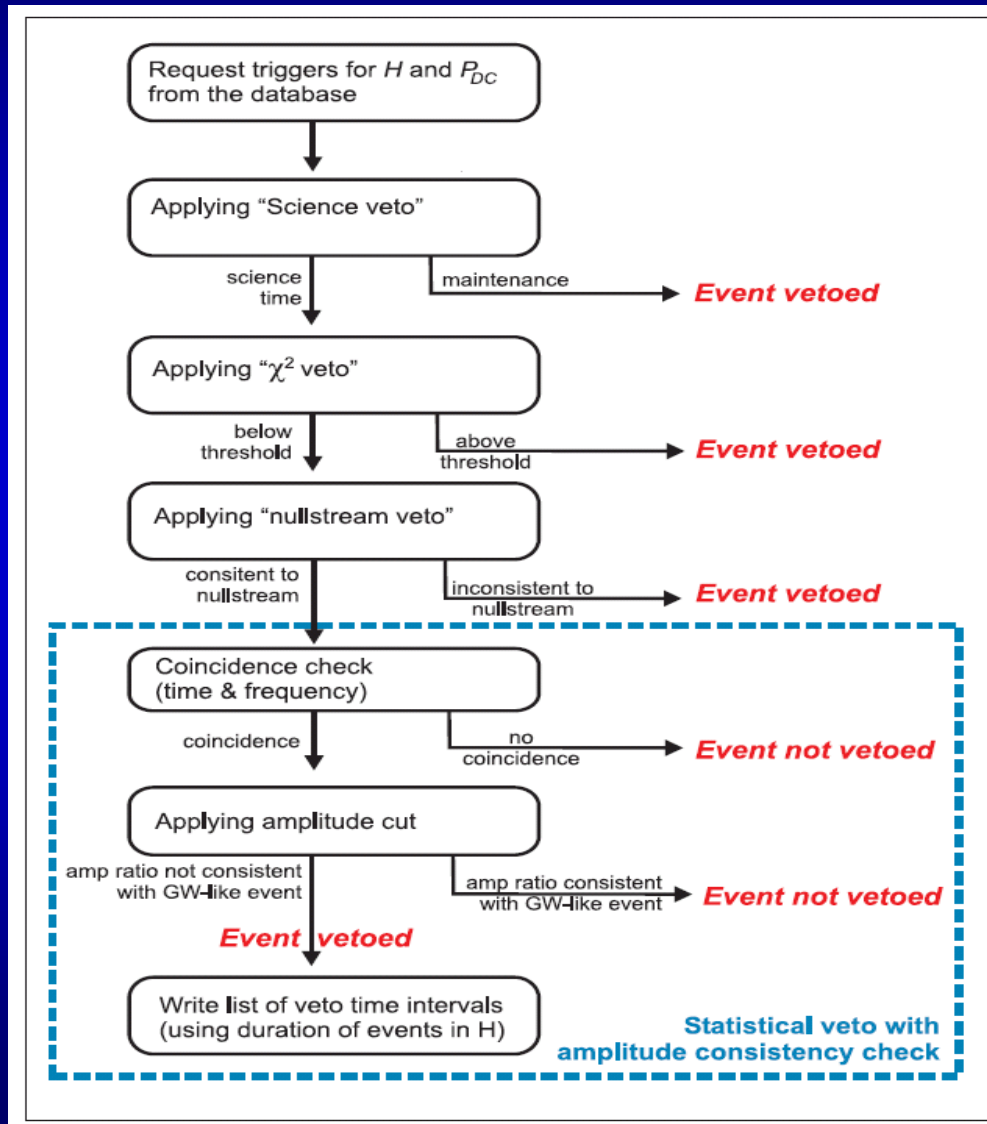 Request triggers for H and P_DC
from the database
Applying “Science veto”
science
time
maintenance
Event vetoed
Applying “χ² veto”
below
threshold
above
threshold
Event vetoed
Applying “nullstream veto”
consitent to
nullstream
inconsistent to
nullstream
Event vetoed
Coincidence check
(time & frequency)
coincidence
no
coincidence
Event not vetoed
Applying amplitude cut
amp ratio not consistent
with GW-like event
amp ratio consistent
with GW-like event
Event not vetoed
Event vetoed
Write list of veto time intervals
(using duration of events in H)
Statistical veto with
amplitude consistency check